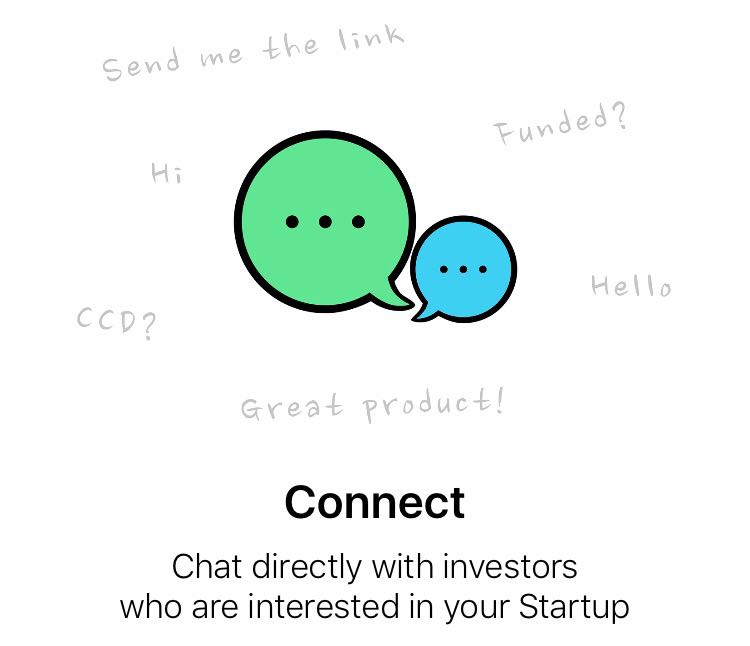 Send me the link
Funded?
Hi
Hello
CCD?
Great product!
Connect
Chat directly with investors
who are interested in your Startup